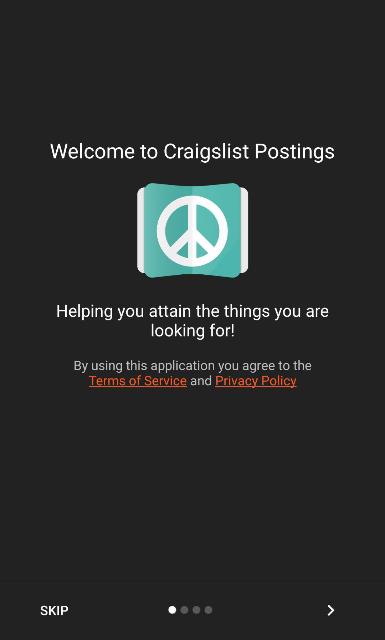 Welcome to Craigslist Postings
Helping you attain the things you are
looking for!
By using this application you agree to the
Terms of Service and Privacy Policy
SKIP